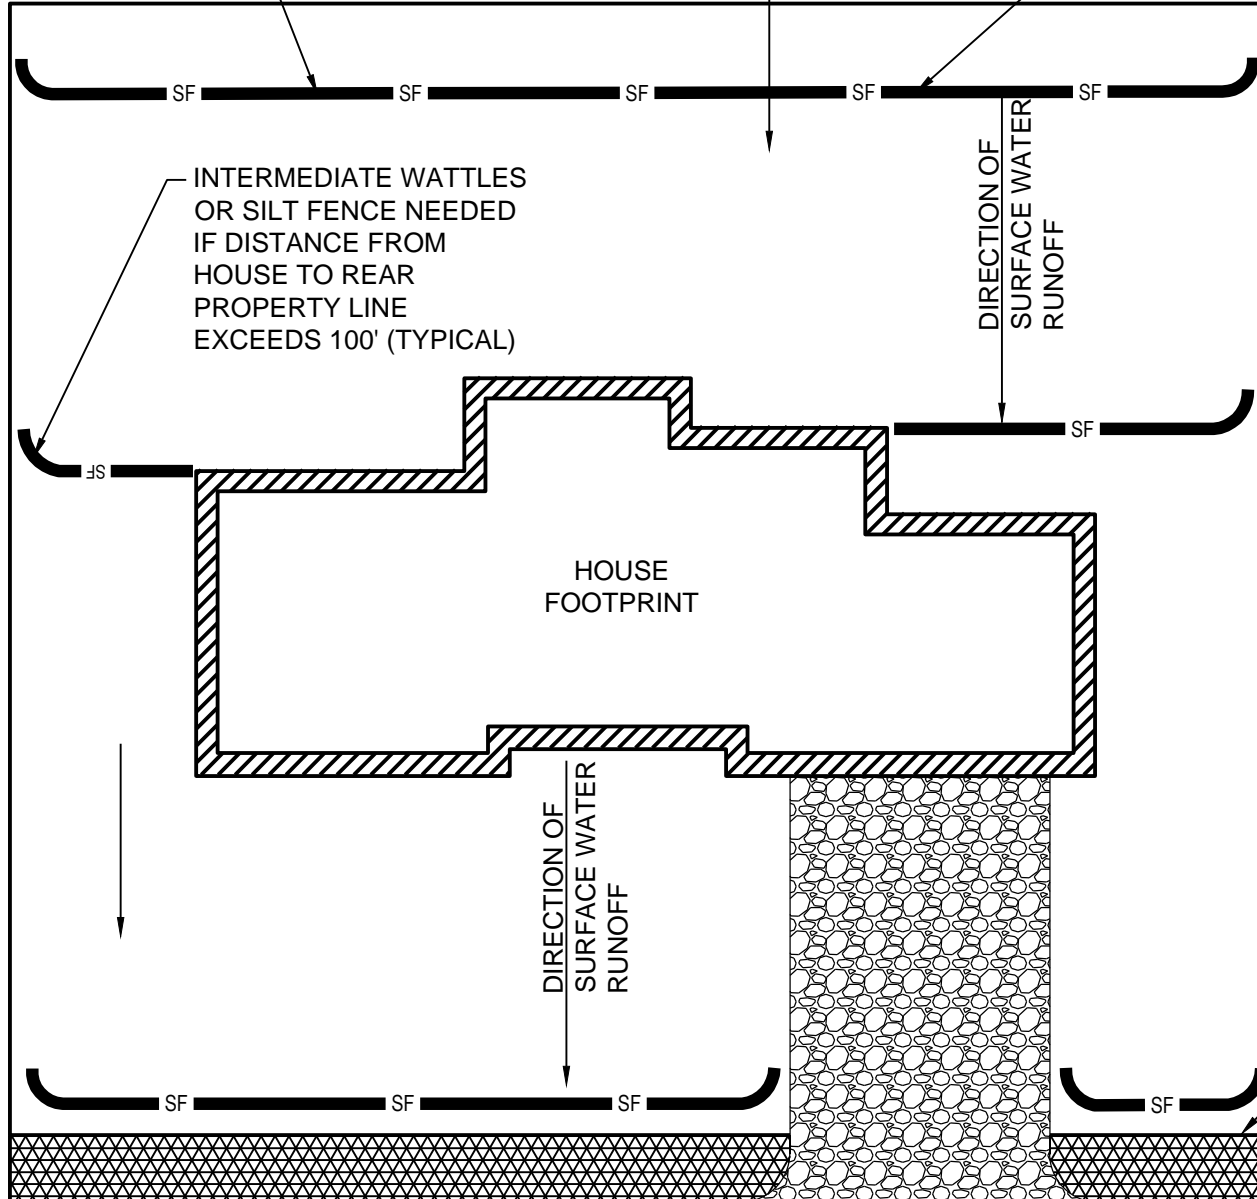 SF SF SF SF SF
INTERMEDIATE WATTLES
OR SILT FENCE NEEDED
IF DISTANCE FROM
HOUSE TO REAR
PROPERTY LINE
EXCEEDS 100' (TYPICAL)
DIRECTION OF
SURFACE WATER
RUNOFF
SF
SF
HOUSE
FOOTPRINT
DIRECTION OF
SURFACE WATER
RUNOFF
SF SF SF SF